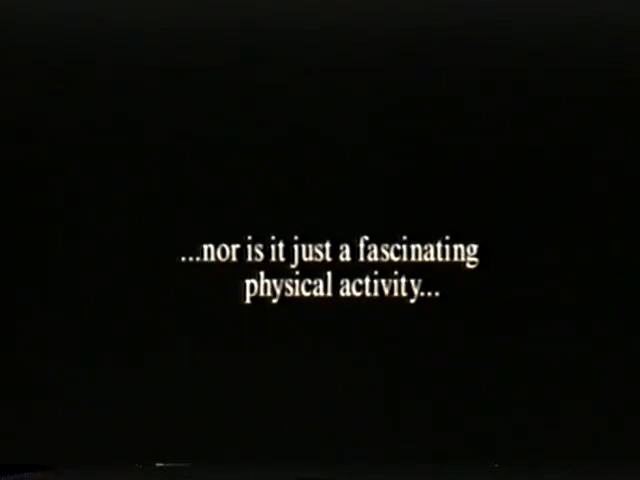 ...nor is it just a fascinating
physical activity...